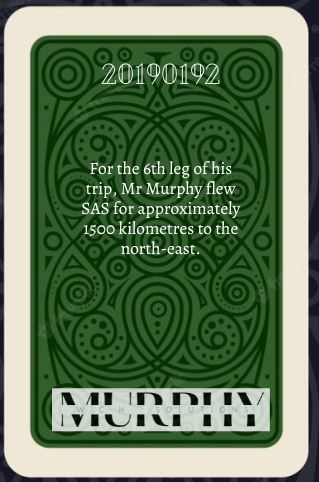 20190192
For the 6th leg of his
trip, Mr Murphy flew
SAS for approximately
1500 kilometres to the
north-east.
MURPHY